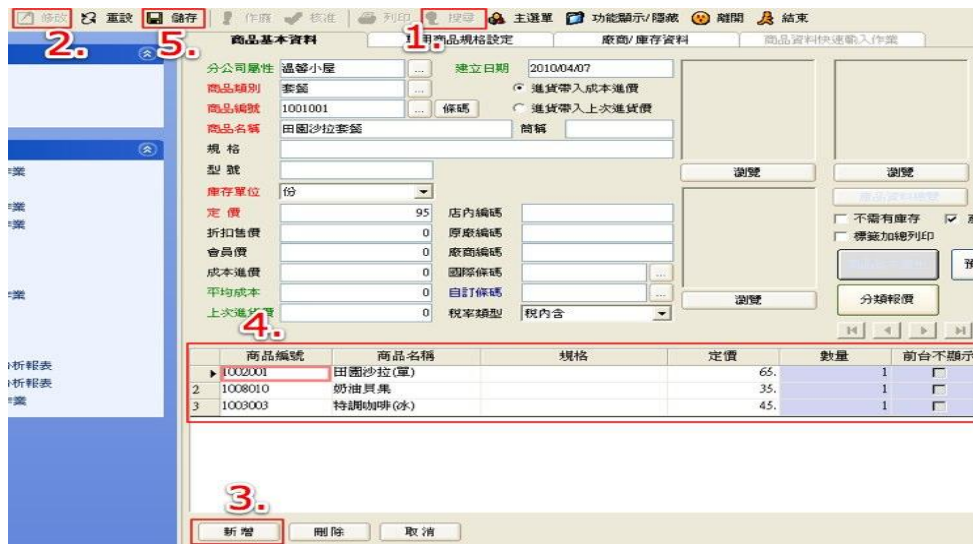 修改 重設 儲存 作廢 核准 列印 搜尋 主選單 功能顯示/隱藏 離開 結束
2. 5. 1.
商品基本資料 用商品規格設定 廠商/庫存資料 商品資料快速輸入作業
分公司屬性 溫馨小屋 ... 建立日期 2010/04/07
商品類別 套餐 ... 進貨帶入成本進價
商品編號 1001001 ... 條碼 進貨帶入上次進貨價
商品名稱 田園沙拉套餐 簡稱
規 格
型 號 瀏覽 瀏覽
庫存單位 份
定 價 95 店內編碼 不需有庫存
折扣售價 0 原廠編碼 標籤加總列印
會員價 0 廠商編碼
成本進價 0 國際條碼 ...
平均成本 0 自訂條碼 ... 瀏覽 分類報價
上次進貨價 0 稅率類型 稅內含
4.
商品編號 商品名稱 規格 定價 數量 前台不顯示
1002001 田園沙拉(單) 65. 1
2 1008010 奶油貝果 35. 1
3 1003003 特調咖啡(冰) 45. 1
作業
作業
作業
作業
分析報表
分析報表
作業
3.
新增 刪除 取消